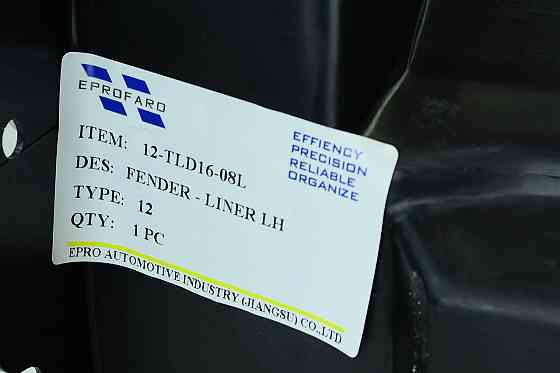 EPROFARO
EFFIENCY
PRECISION
RELIABLE
ORGANIZE
ITEM: 12-TLD16-08L
DES: FENDER - LINER LH
TYPE: 12
QTY: 1 PC
EPRO AUTOMOTIVE INDUSTRY (JIANGSU) CO.,LTD